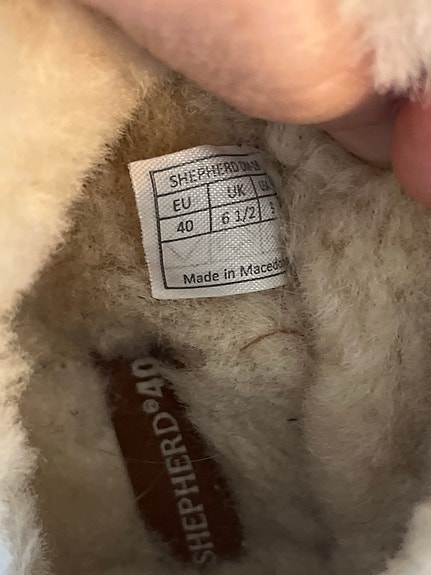 SHEPHERD
EU UK
40 6 1/2
Made in Macedo
SHEPHERD®40